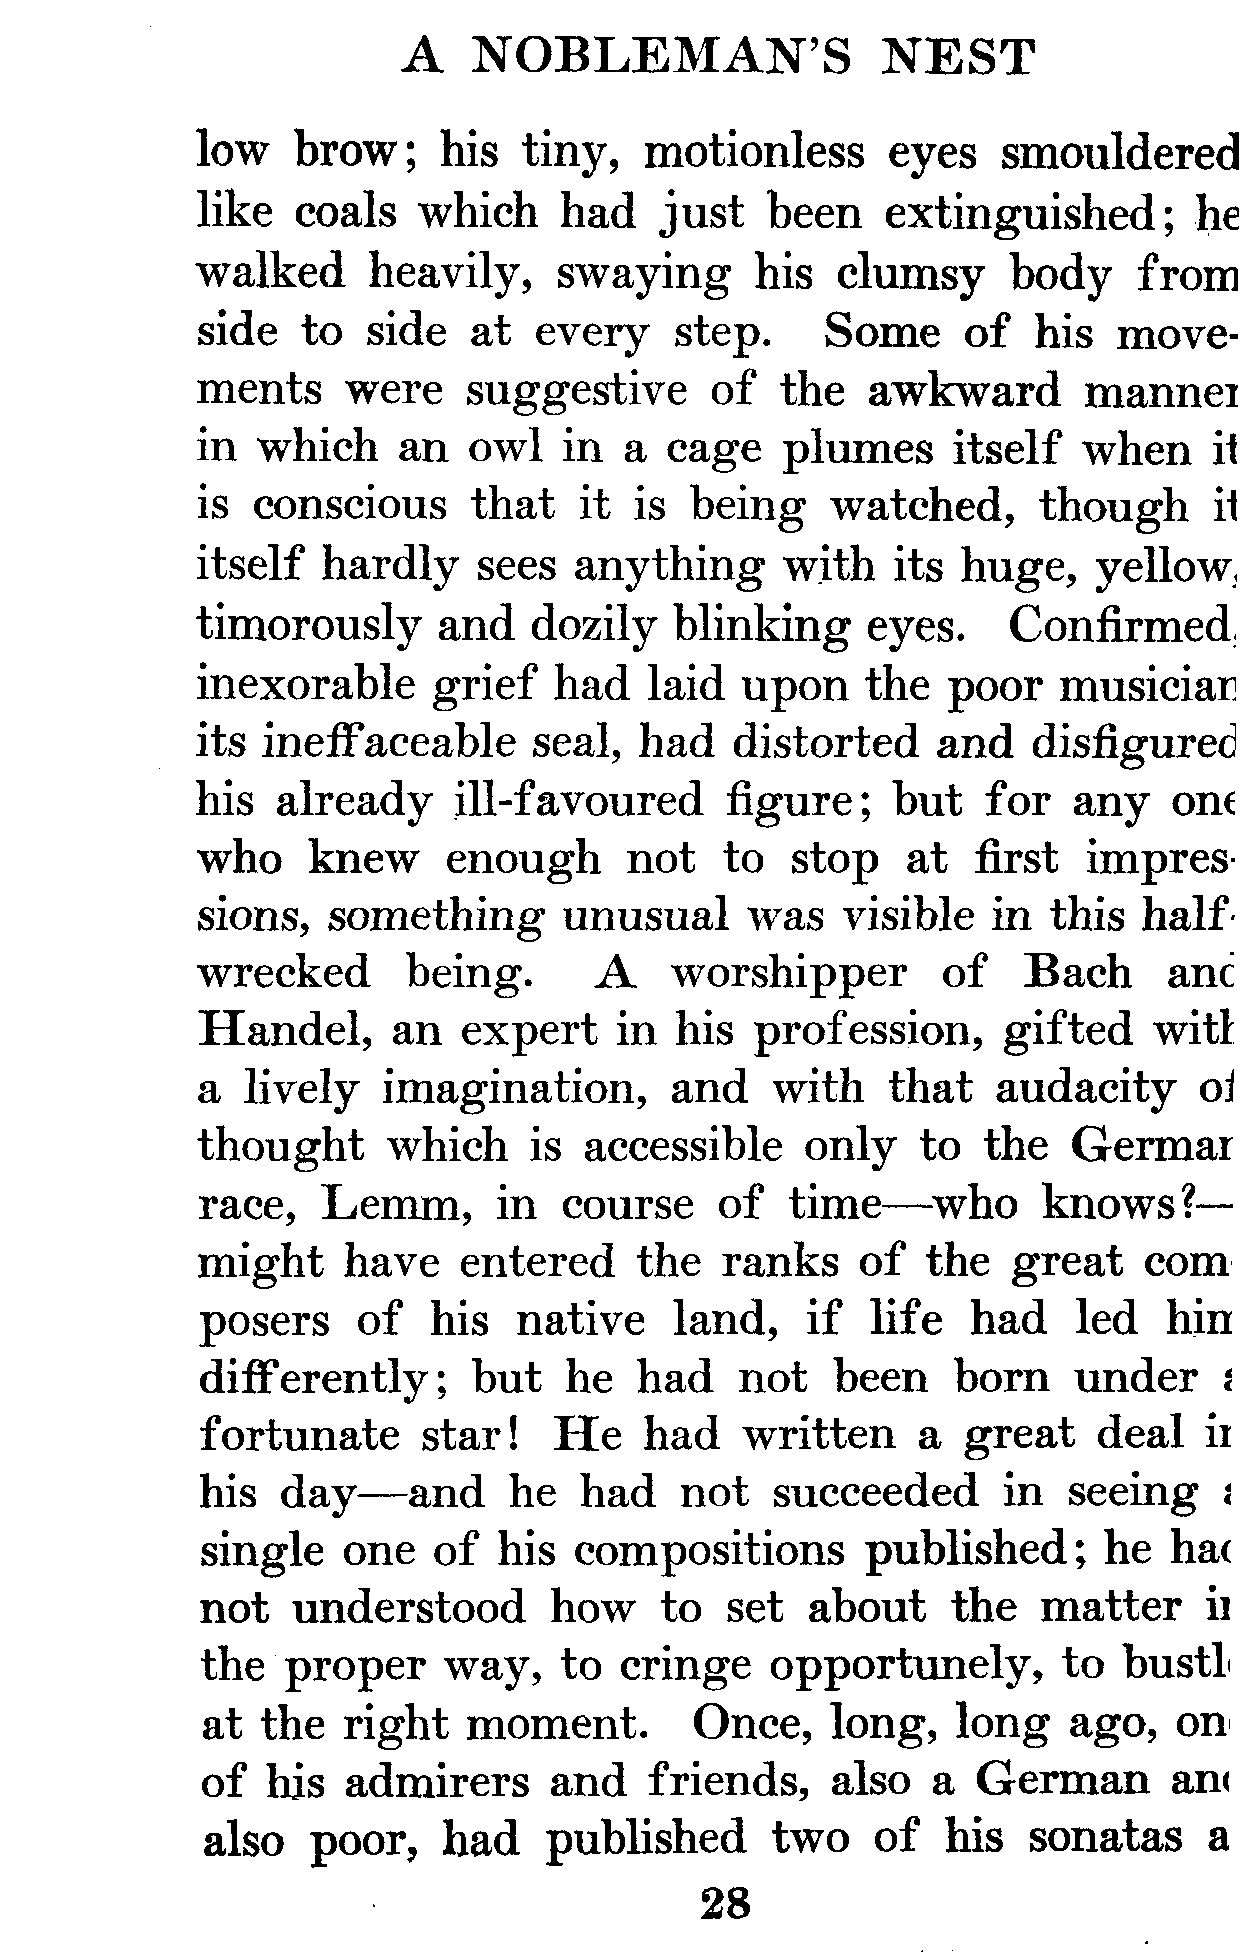 A NOBLEMAN'S NEST
low brow; his tiny, motionless eyes smouldered
like coals which had just been extinguished; he
walked heavily, swaying his clumsy body from
side to side at every step. Some of his move-
ments were suggestive of the awkward manner
in which an owl in a cage plumes itself when it
is conscious that it is being watched, though it
itself hardly sees anything with its huge, yellow,
timorously and dozily blinking eyes. Confirmed,
inexorable grief had laid upon the poor musician
its ineffaceable seal, had distorted and disfigured
his already ill-favoured figure; but for any one
who knew enough not to stop at first impres-
sions, something unusual was visible in this half-
wrecked being. A worshipper of Bach and
Handel, an expert in his profession, gifted with
a lively imagination, and with that audacity of
thought which is accessible only to the German
race, Lemm, in course of time—who knows?—
might have entered the ranks of the great com-
posers of his native land, if life had led him
differently; but he had not been born under a
fortunate star! He had written a great deal in
his day—and he had not succeeded in seeing a
single one of his compositions published; he had
not understood how to set about the matter in
the proper way, to cringe opportunely, to bustle
at the right moment. Once, long, long ago, one
of his admirers and friends, also a German and
also poor, had published two of his sonatas a
28